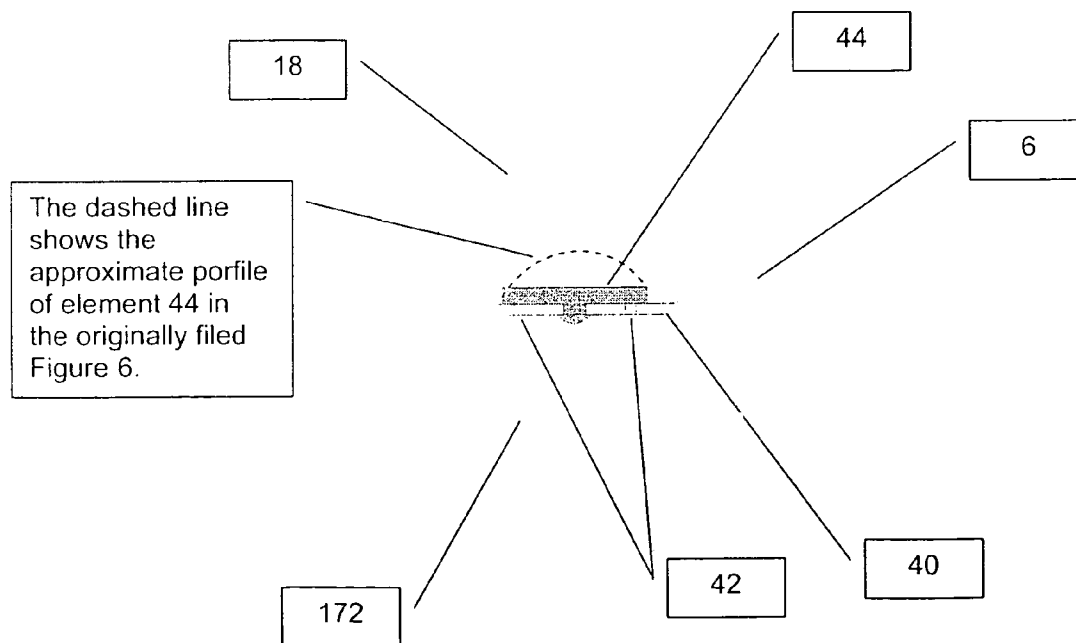 44
18
6
The dashed line
shows the
approximate porfile
of element 44 in
the originally filed
Figure 6.
40
42
172